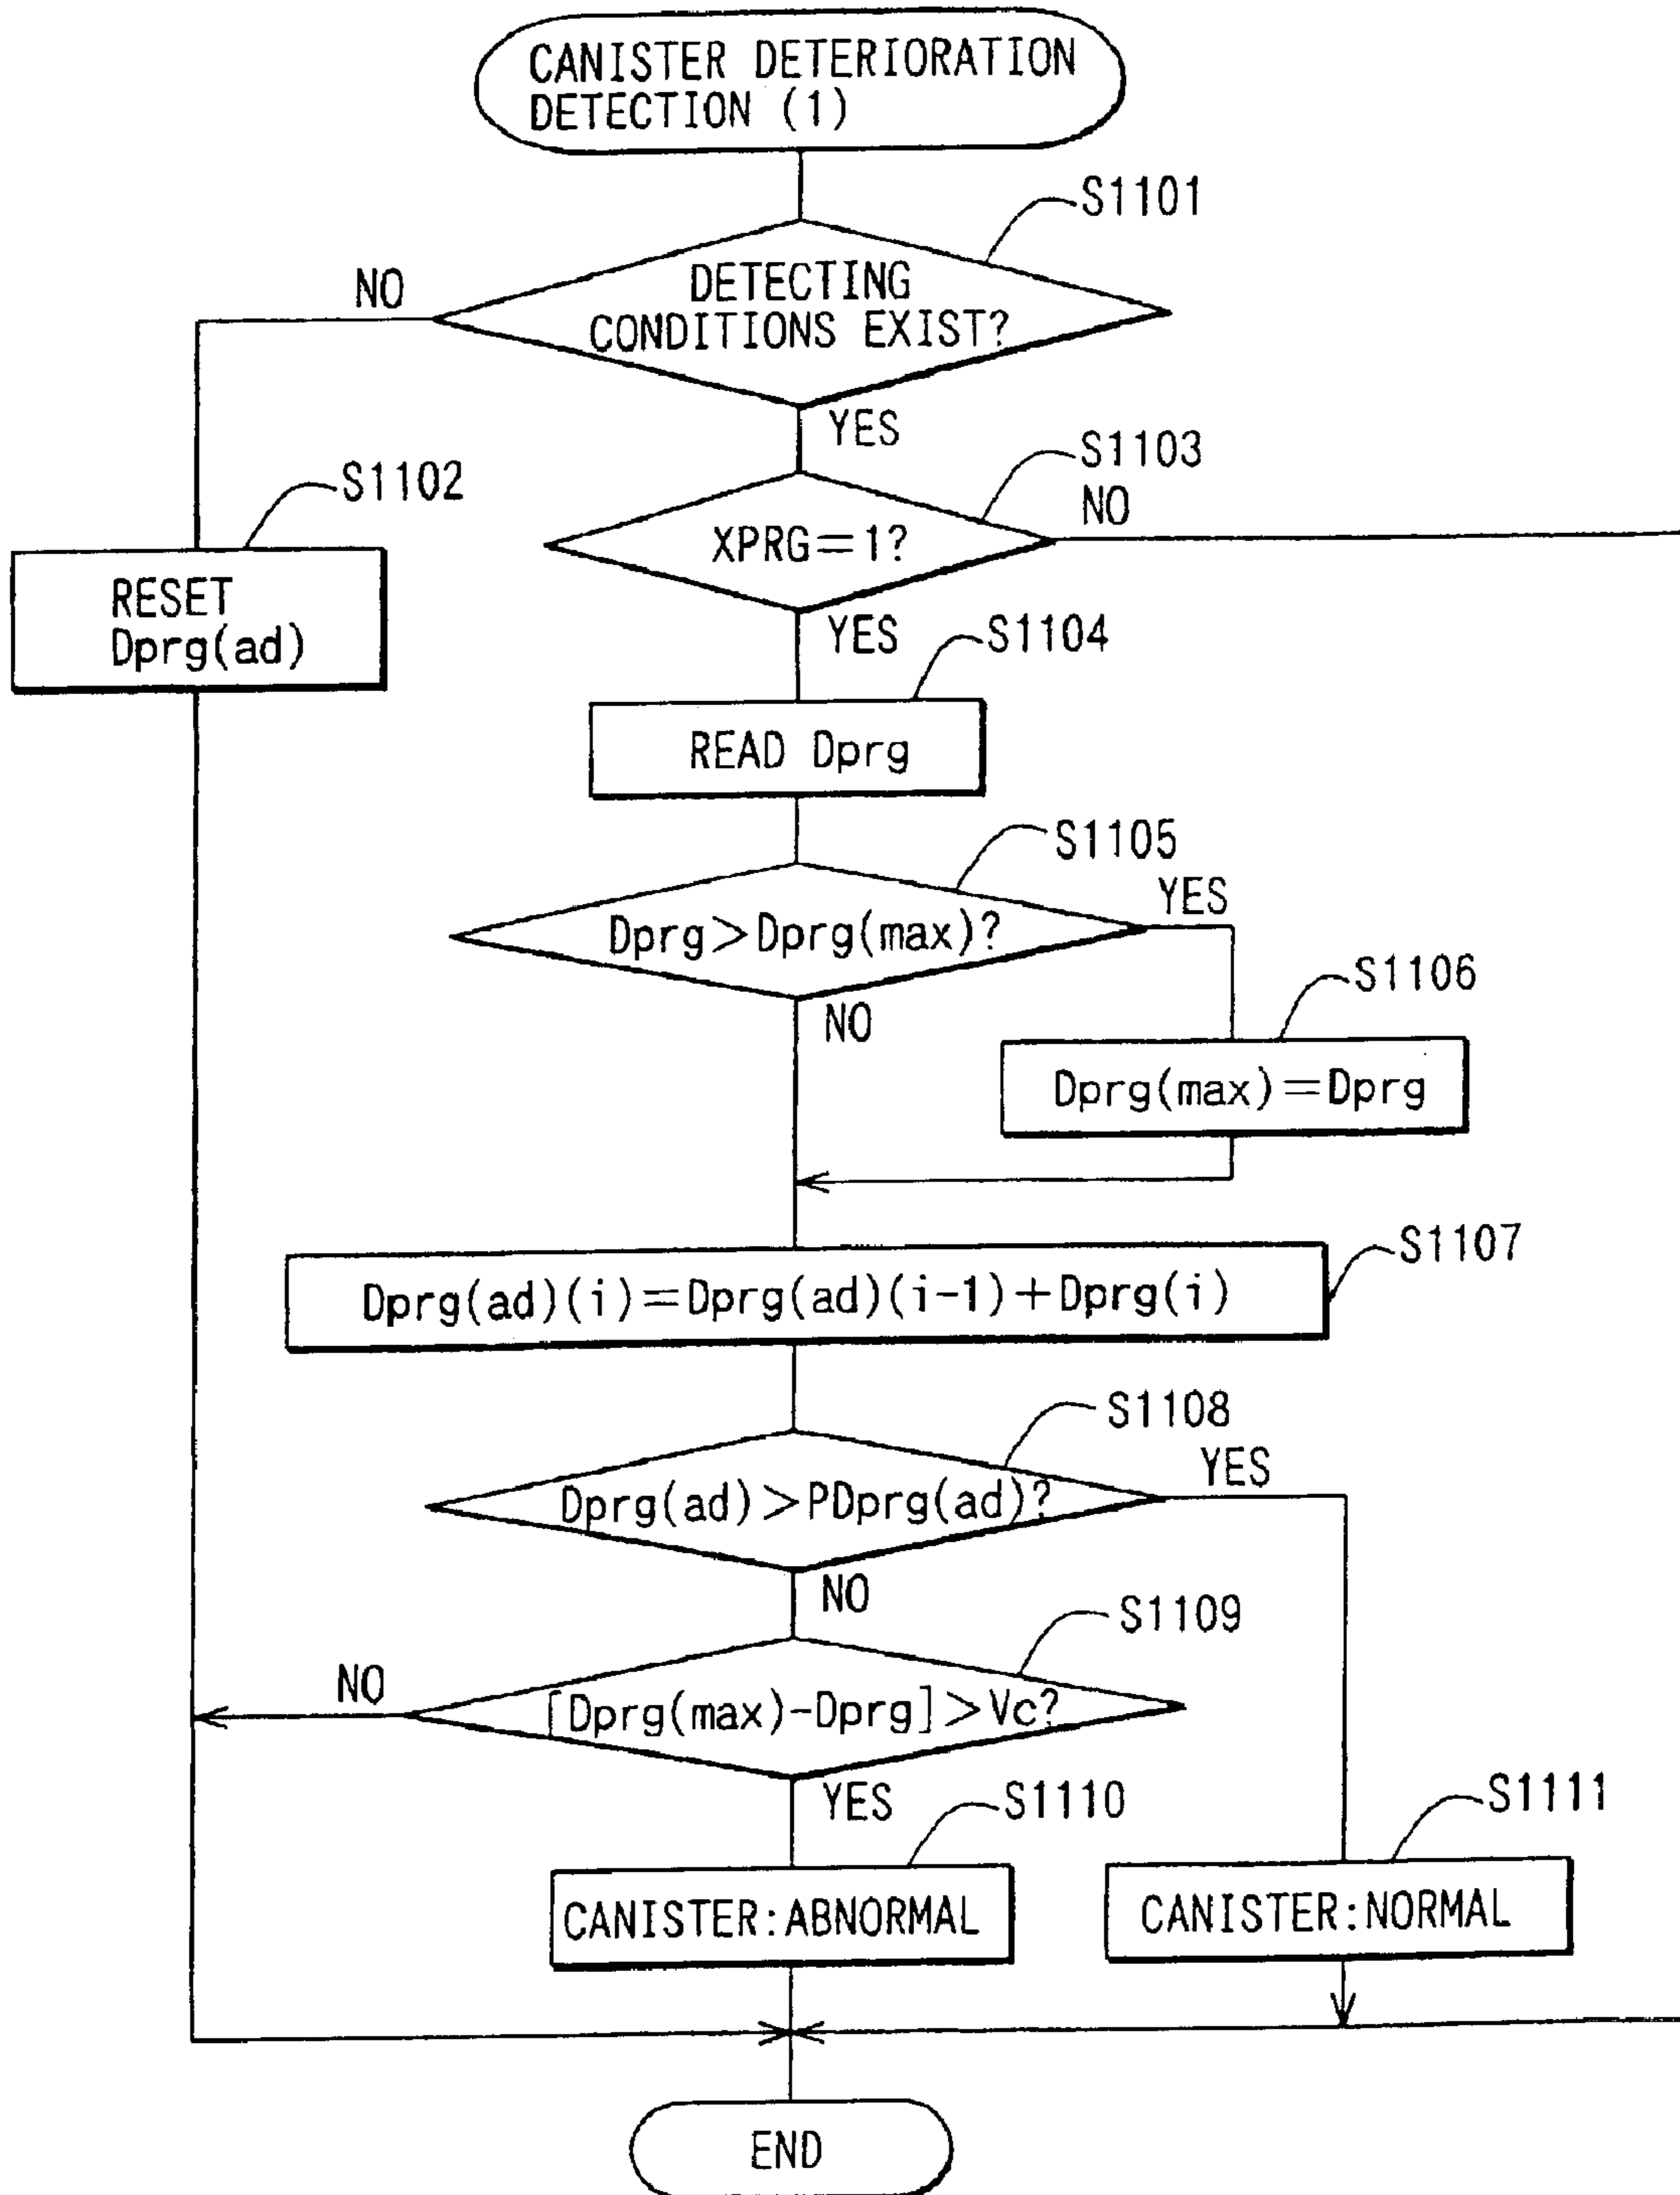 CANISTER DETERIORATION
DETECTION (1)
S1101
NO
DETECTING
CONDITIONS EXIST?
YES
S1103
S1102
NO
XPRG=1?
RESET
Dprg(ad)
YES
S1104
READ Dprg
S1105
YES
Dprg>Dprg(max)?
S1106
NO
Dprg(max)=Dprg
S1107
Dprg(ad)(i)=Dprg(ad)(i-1)+Dprg(i)
S1108
YES
Dprg(ad)>PDprg(ad)?
NO
S1109
NO
[Dprg(max)-Dprg]>Vc?
YES
S1110
S1111
CANISTER:ABNORMAL
CANISTER:NORMAL
END